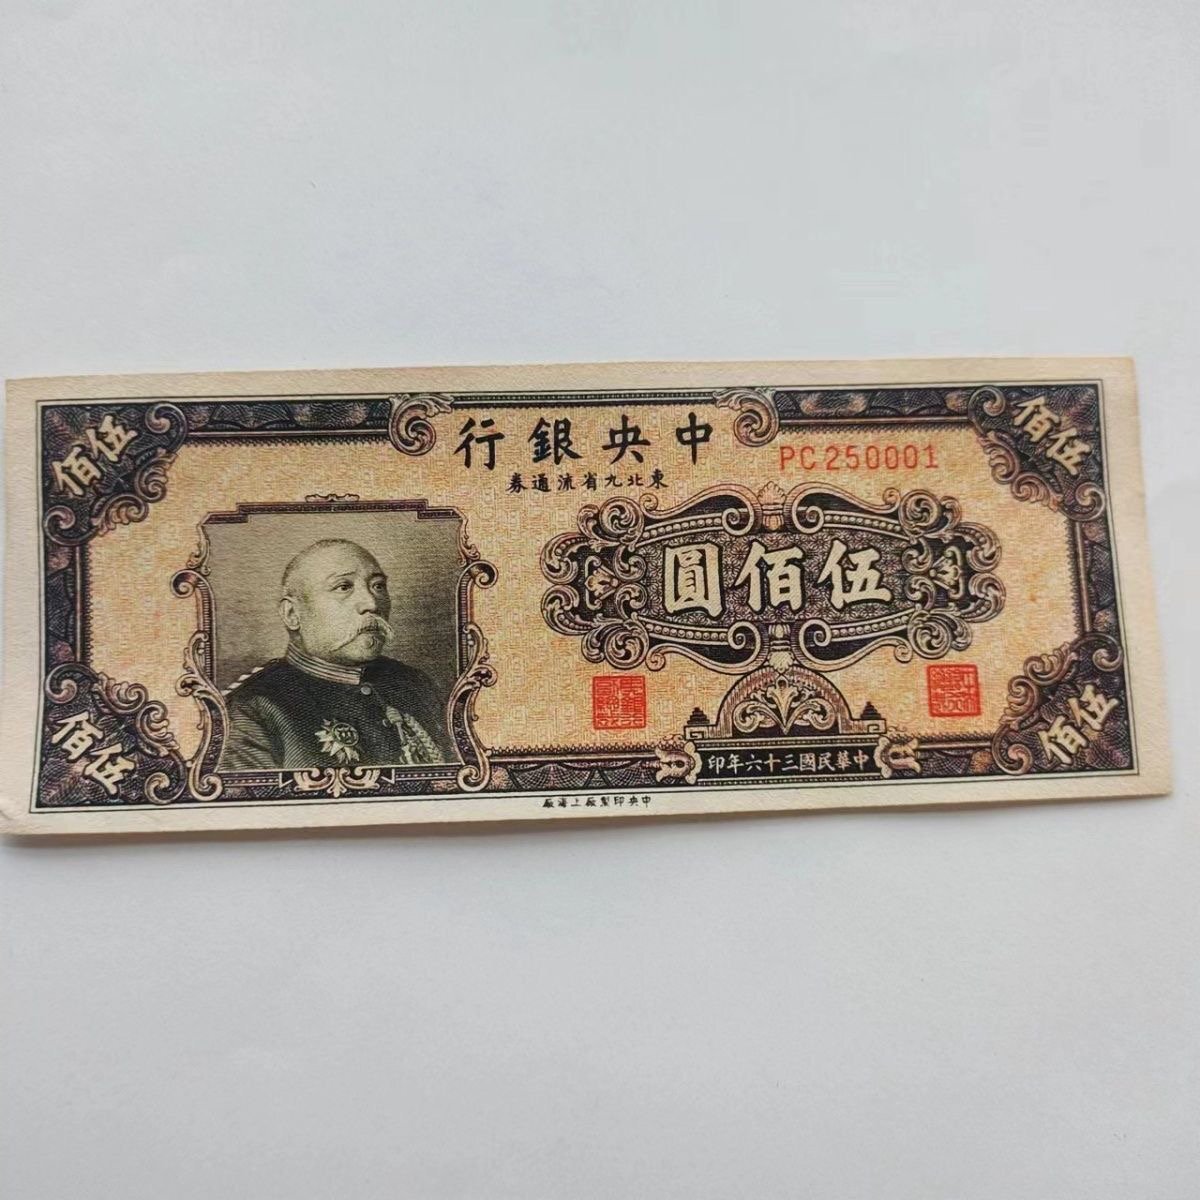 伍佰
伍佰
中央銀行
PC250001
東北九省流通券
伍佰圓
伍佰
伍佰
中華民國三十六年印
中央印製廠上海廠